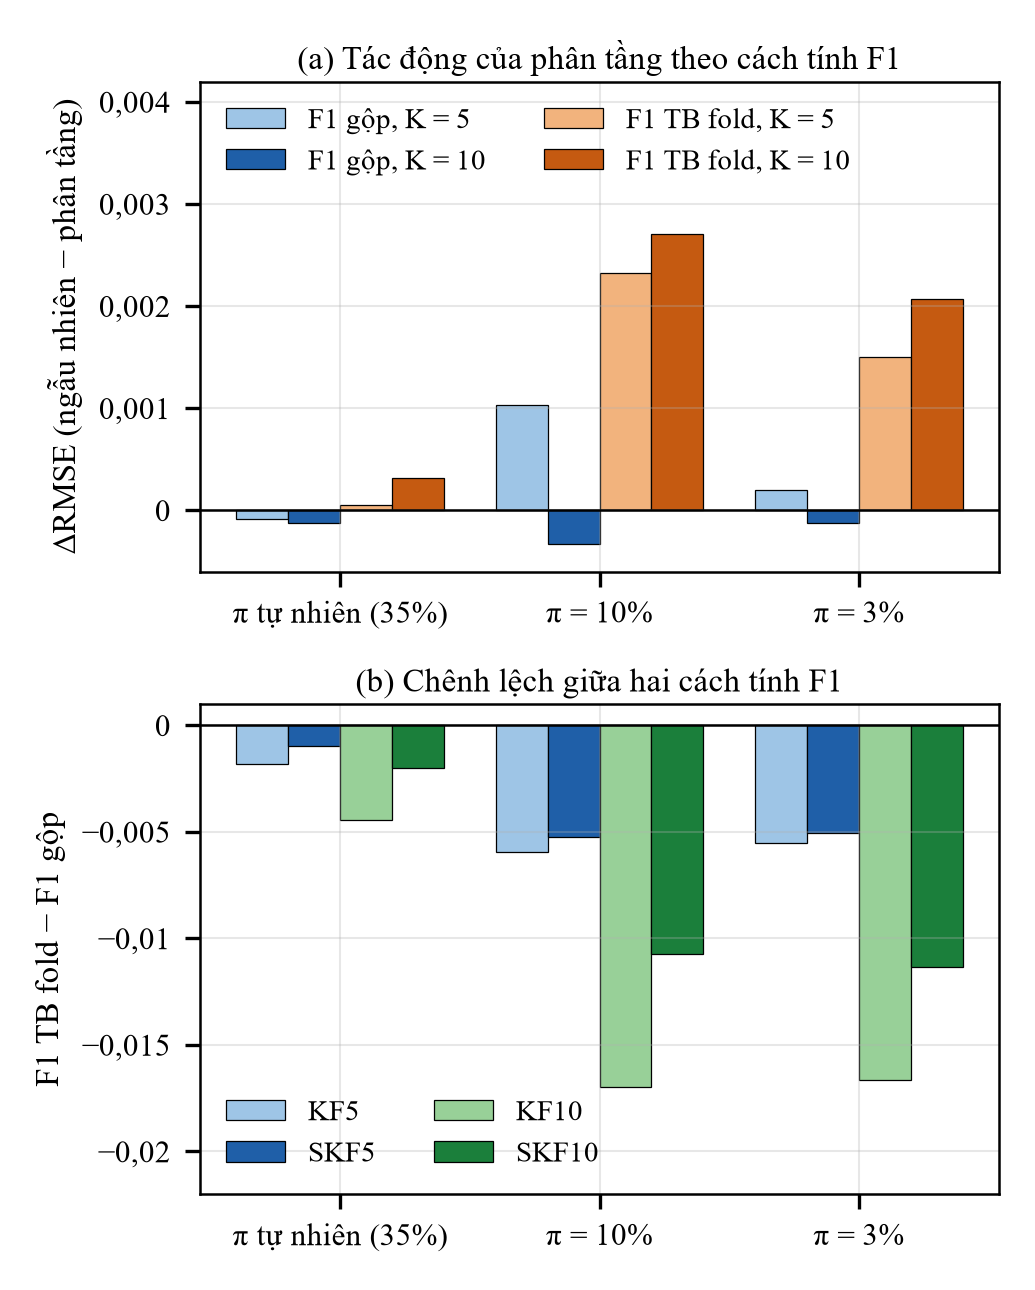 (a) Tác động của phân tầng theo cách tính F1
ΔRMSE (ngẫu nhiên − phân tầng)
0,004
0,003
0,002
0,001
0
F1 gộp, K = 5
F1 gộp, K = 10
F1 TB fold, K = 5
F1 TB fold, K = 10
π tự nhiên (35%)
π = 10%
π = 3%
(b) Chênh lệch giữa hai cách tính F1
F1 TB fold − F1 gộp
0
−0,005
−0,01
−0,015
−0,02
KF5
SKF5
KF10
SKF10
π tự nhiên (35%)
π = 10%
π = 3%